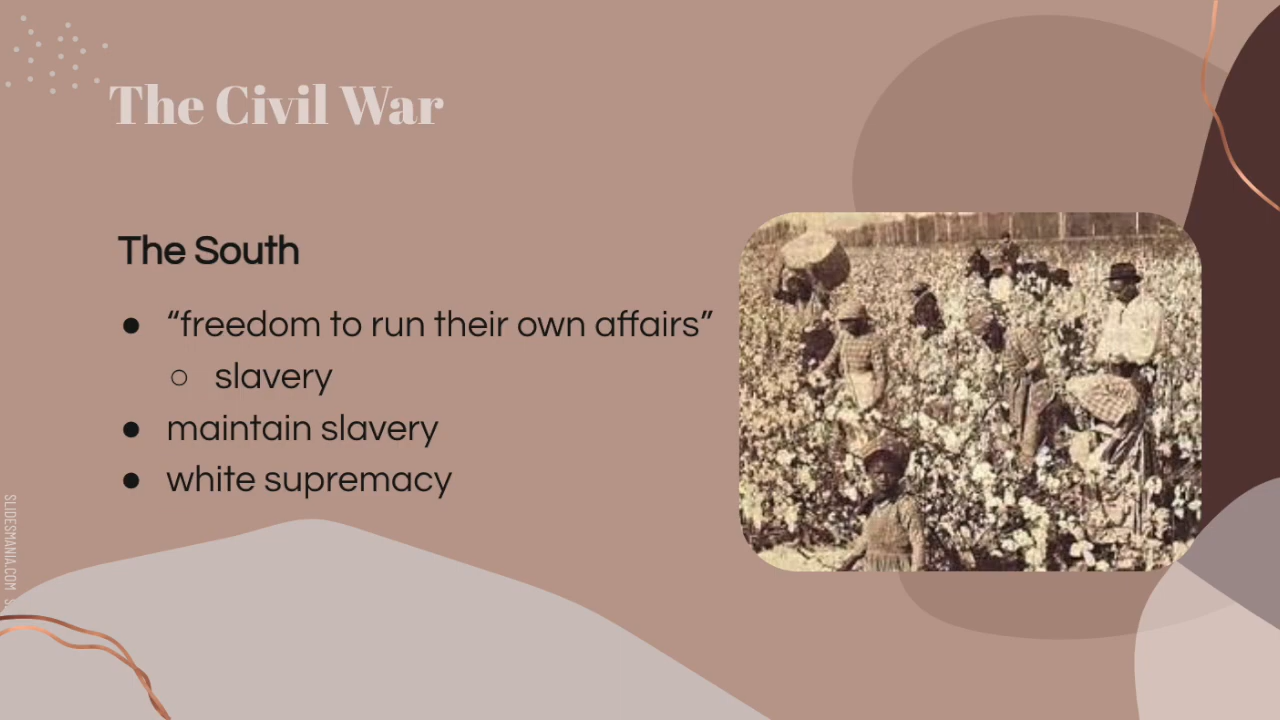 The Civil War
The South
● “freedom to run their own affairs”
○ slavery
● maintain slavery
● white supremacy
SLIDESMANIA.COM